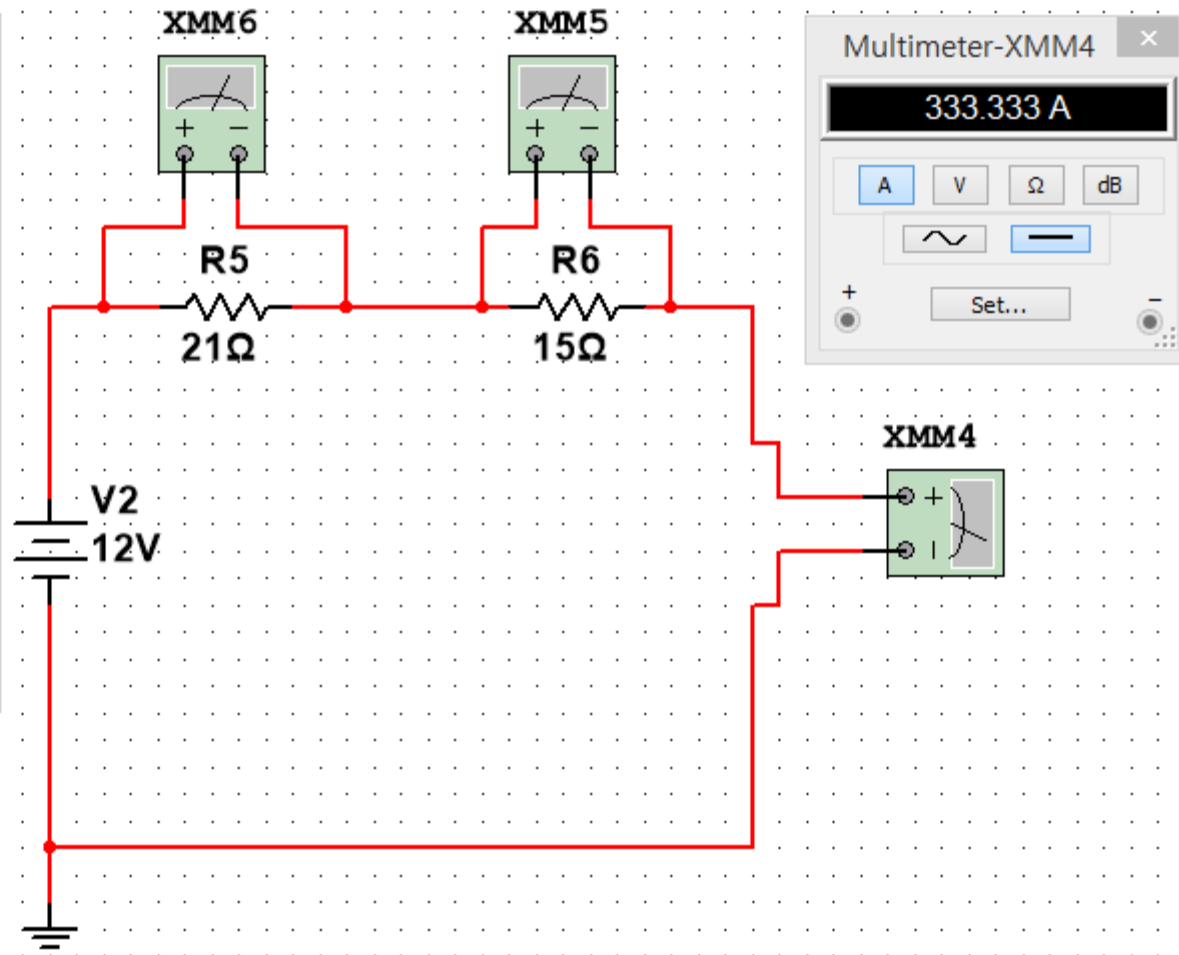 XMM6
XMM5
+ −
+ −
R5
21Ω
R6
15Ω
V2
12V
Multimeter-XMM4
×
333.333 A
A V Ω dB
+ −
Set...
XMM4
+
−